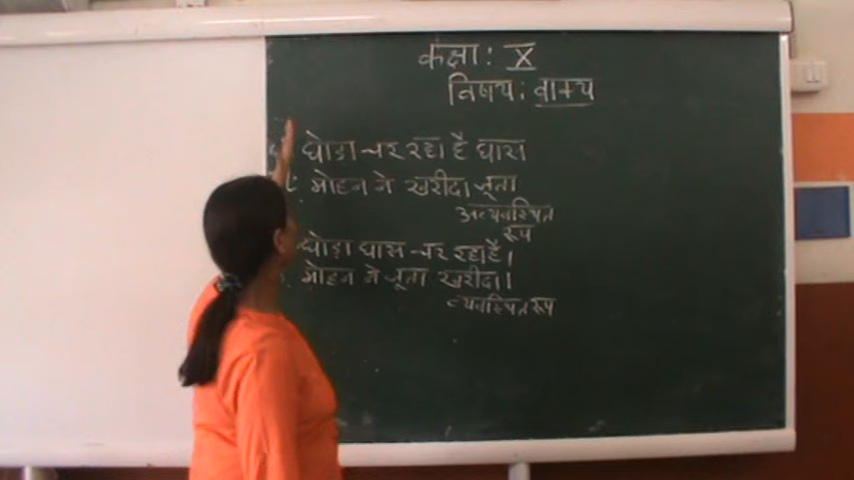 कक्षा: X
विषय: वाक्य
घोडा चर रहा है घास
मोहन ने खरीदा जूता
अव्यवस्थित
रूप
घोड़ा घास चर रहा है।
मोहन ने जूता खरीदा।
व्यवस्थित रूप